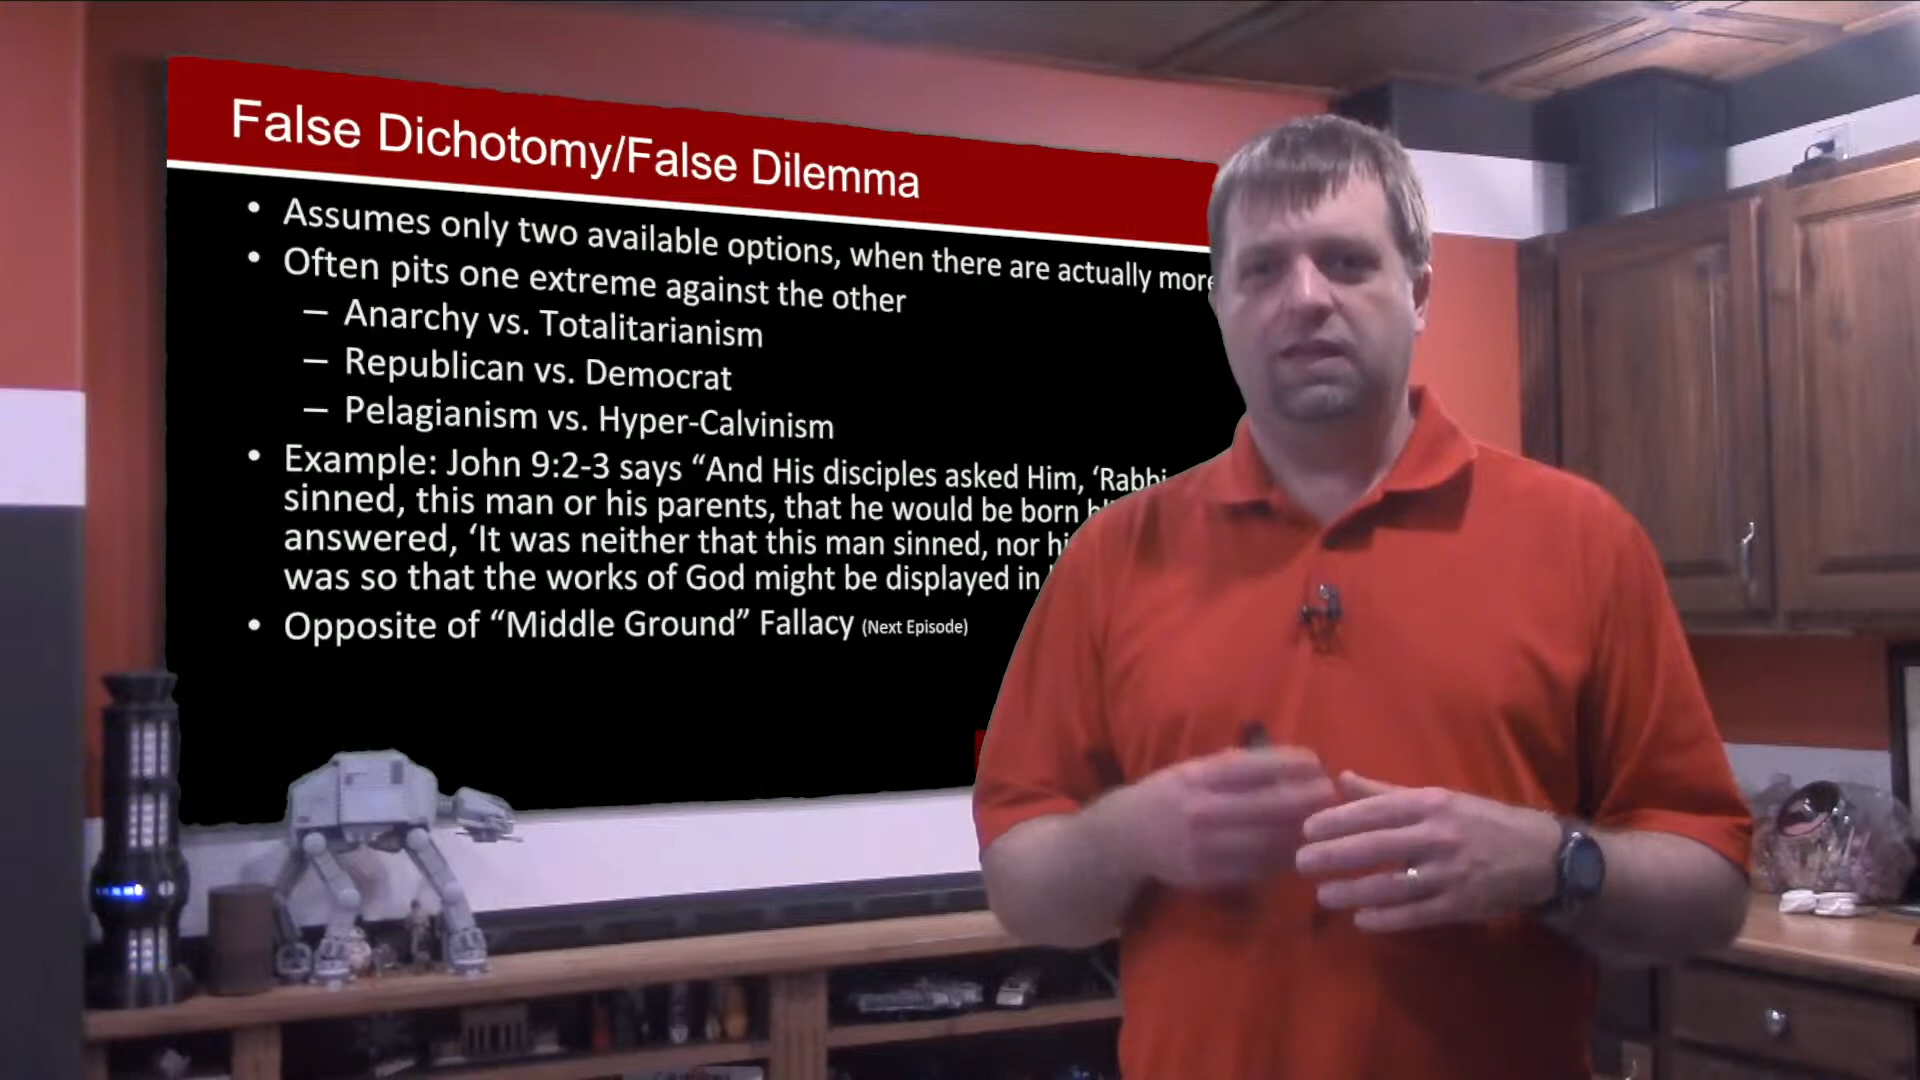 False Dichotomy/False Dilemma
• Assumes only two available options, when there are actually more
• Often pits one extreme against the other
– Anarchy vs. Totalitarianism
– Republican vs. Democrat
– Pelagianism vs. Hyper-Calvinism
• Example: John 9:2-3 says “And His disciples asked Him, ‘Rabbi
sinned, this man or his parents, that he would be born
answered, ‘It was neither that this man sinned, nor
was so that the works of God might be displayed in
• Opposite of “Middle Ground” Fallacy (Next Episode)